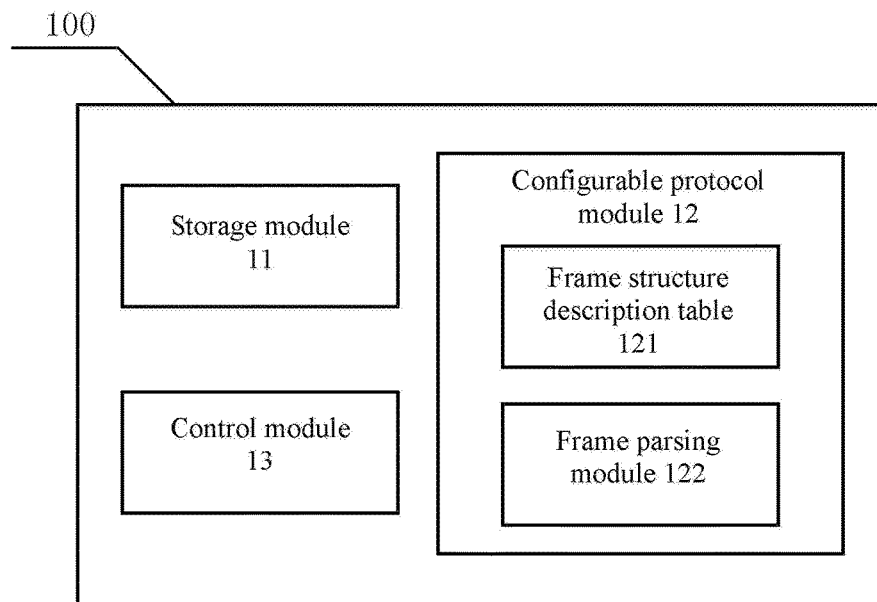 100
Storage module
11
Configurable protocol
module 12
Frame structure
description table
121
Control module
13
Frame parsing
module 122